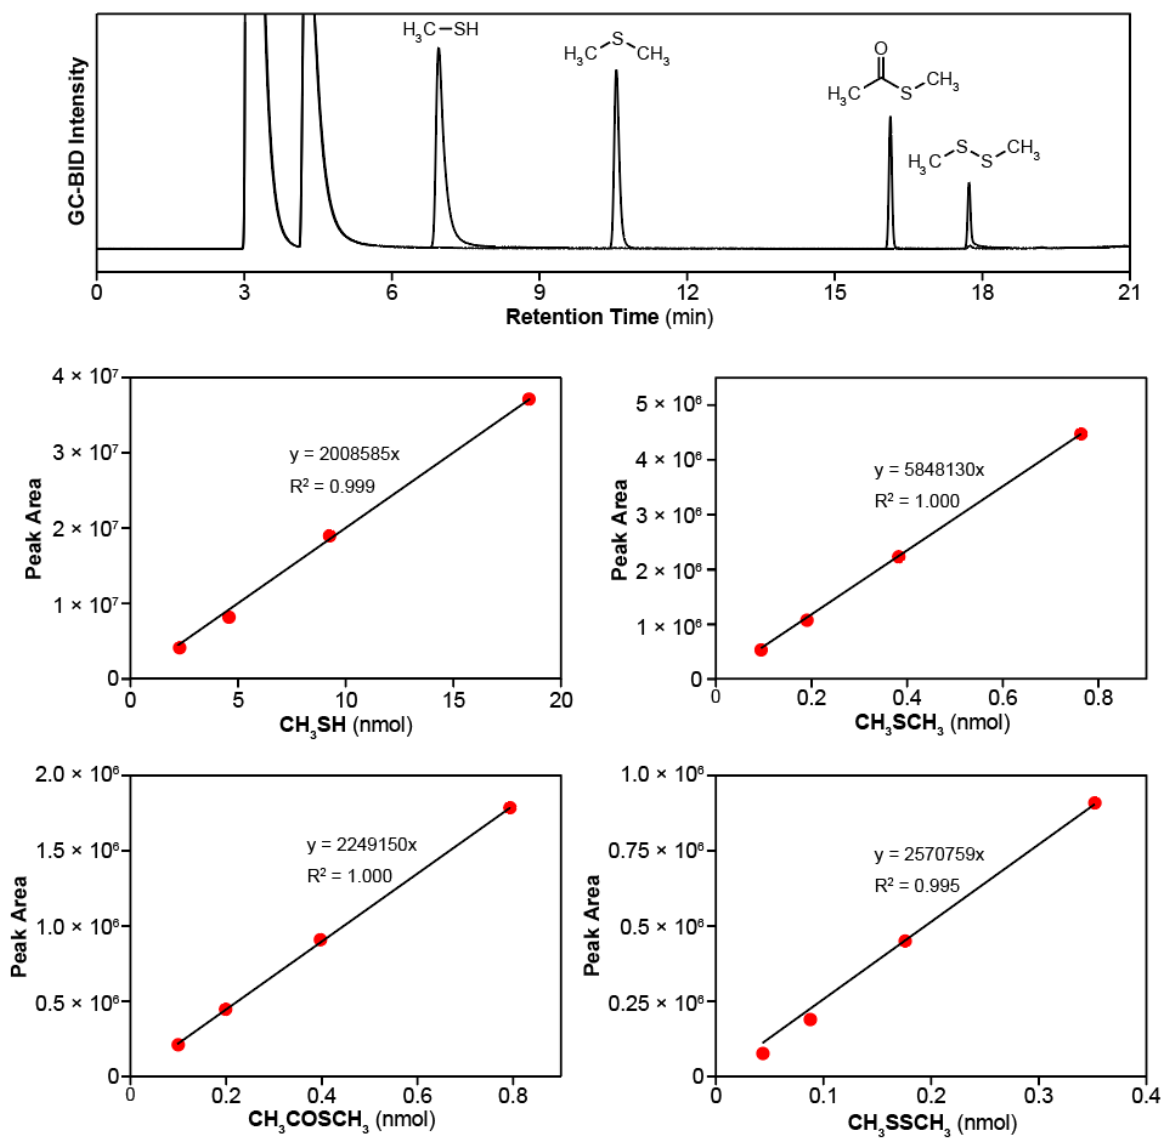 H₃C–SH
H₃C S CH₃
O
H₃C S CH₃
H₃C S S CH₃
GC-BID Intensity
0 3 6 9 12 15 18 21
Retention Time (min)
4 × 10⁷
3 × 10⁷
2 × 10⁷
1 × 10⁷
0
Peak Area
y = 2008585x
R² = 0.999
0 5 10 15 20
CH₃SH (nmol)
5 × 10⁶
4 × 10⁶
3 × 10⁶
2 × 10⁶
1 × 10⁶
0
Peak Area
y = 5848130x
R² = 1.000
0 0.2 0.4 0.6 0.8
CH₃SCH₃ (nmol)
2.0 × 10⁶
1.5 × 10⁶
1.0 × 10⁶
0.5 × 10⁶
0
Peak Area
y = 2249150x
R² = 1.000
0 0.2 0.4 0.6 0.8
CH₃COSCH₃ (nmol)
1.0 × 10⁶
0.75 × 10⁶
0.5 × 10⁶
0.25 × 10⁶
0
Peak Area
y = 2570759x
R² = 0.995
0 0.1 0.2 0.3 0.4
CH₃SSCH₃ (nmol)